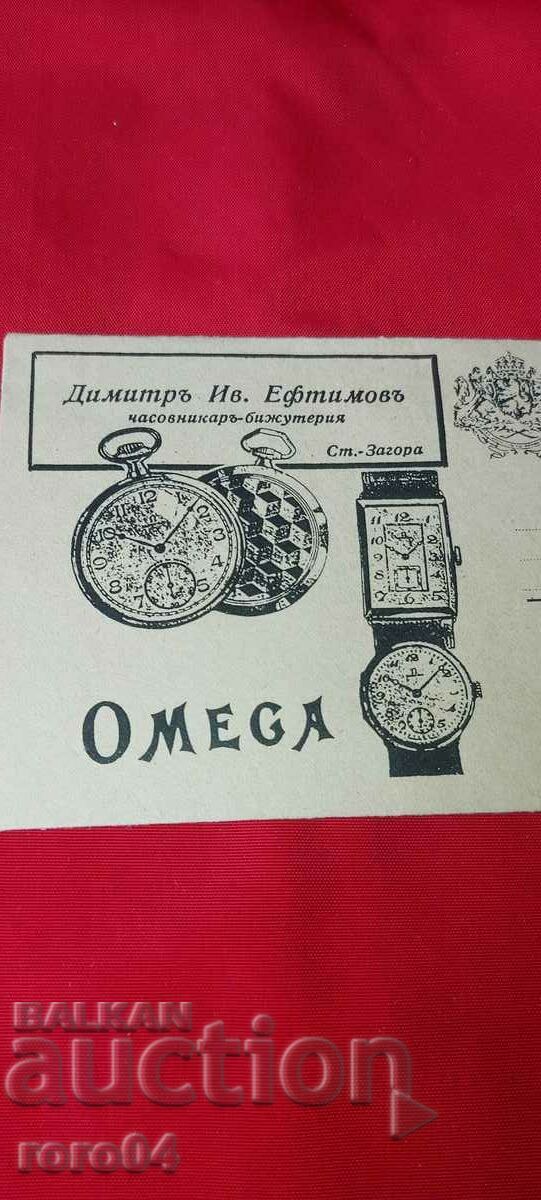 Димитръ Ив. Ефтимовъ
часовникаръ-бижутерия
Ст.-Загора
OMEGA
BALKAN
auction
roro04